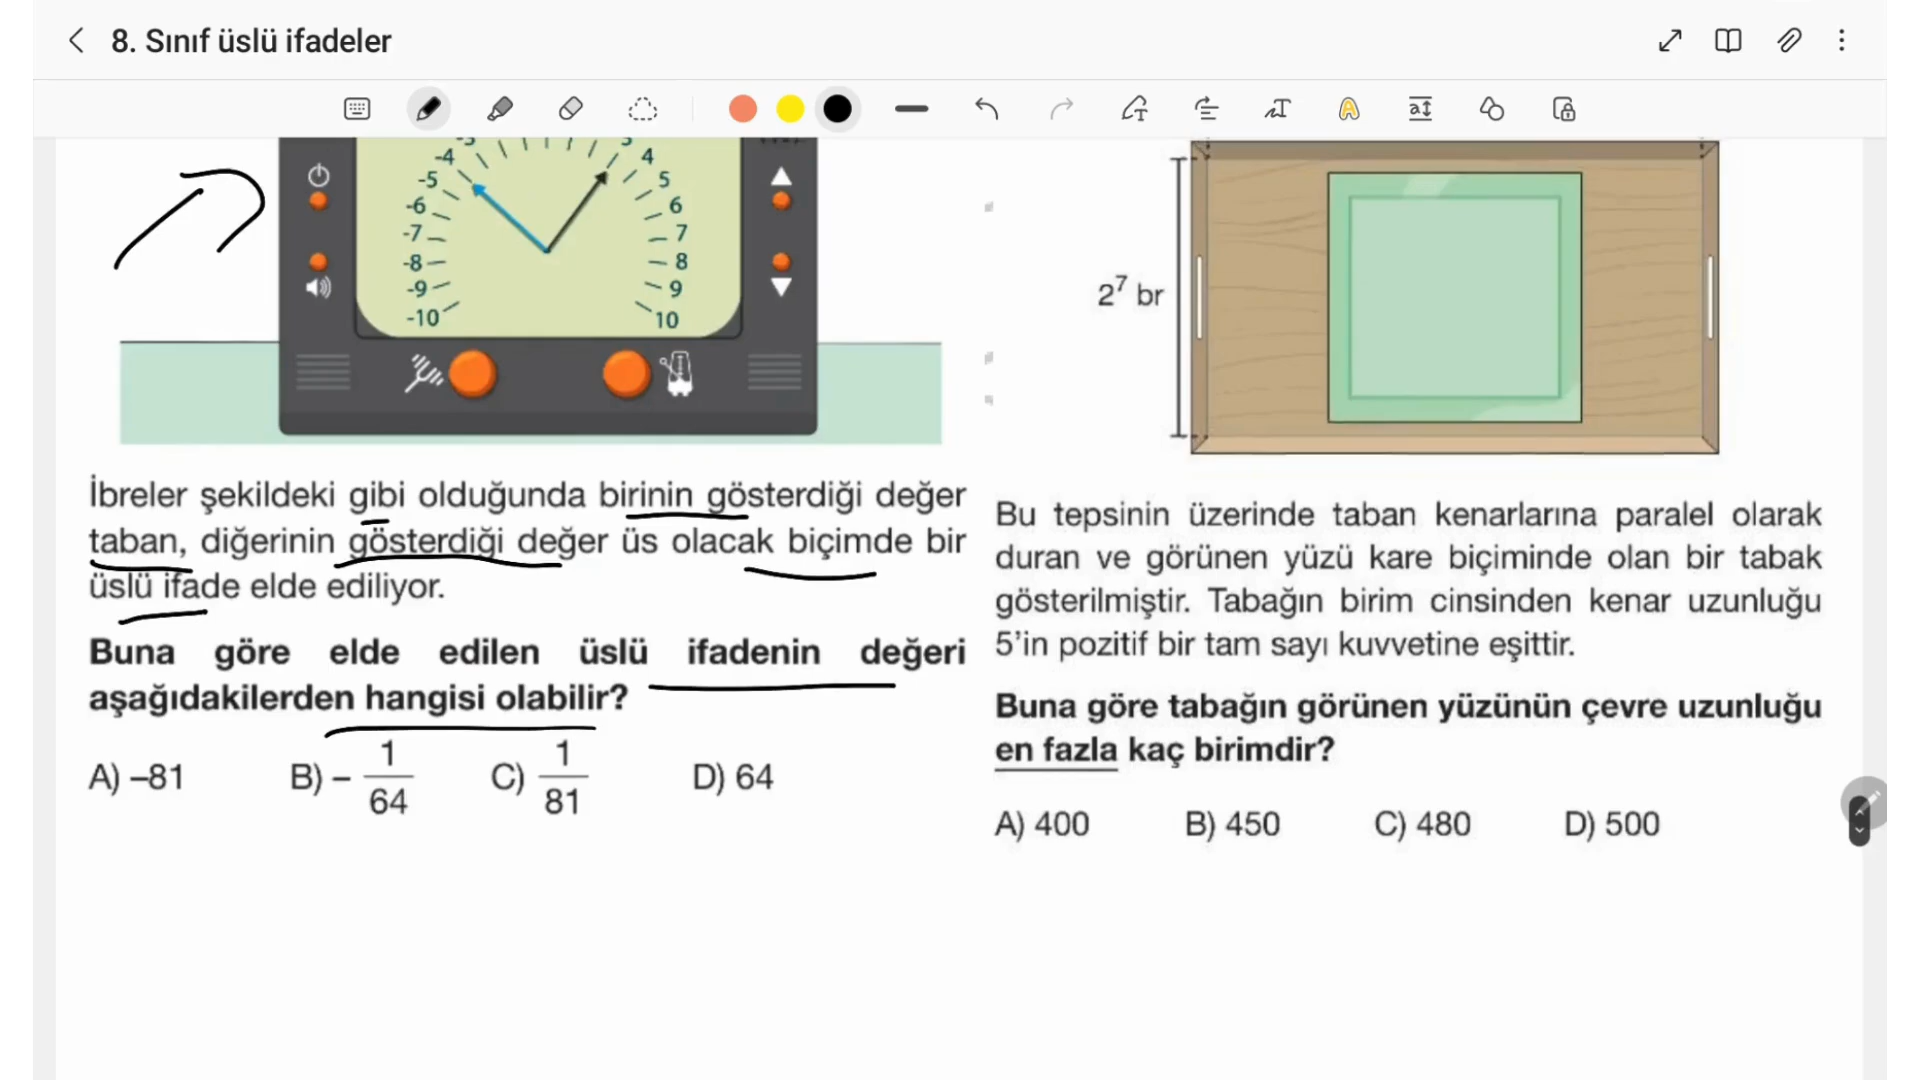 8. Sınıf üslü ifadeler
-4
-5
-6
-7
-8
-9
-10
4
5
6
7
8
9
10
İbreler şekildeki gibi olduğunda birinin gösterdiği değer
taban, diğerinin gösterdiği değer üs olacak biçimde bir
üslü ifade elde ediliyor.
Buna göre elde edilen üslü ifadenin değeri
aşağıdakilerden hangisi olabilir?
A) –81 B) – 1/64 C) 1/81 D) 64
2⁷ br
Bu tepsinin üzerinde taban kenarlarına paralel olarak
duran ve görünen yüzü kare biçiminde olan bir tabak
gösterilmiştir. Tabağın birim cinsinden kenar uzunluğu
5’in pozitif bir tam sayı kuvvetine eşittir.
Buna göre tabağın görünen yüzünün çevre uzunluğu
en fazla kaç birimdir?
A) 400 B) 450 C) 480 D) 500